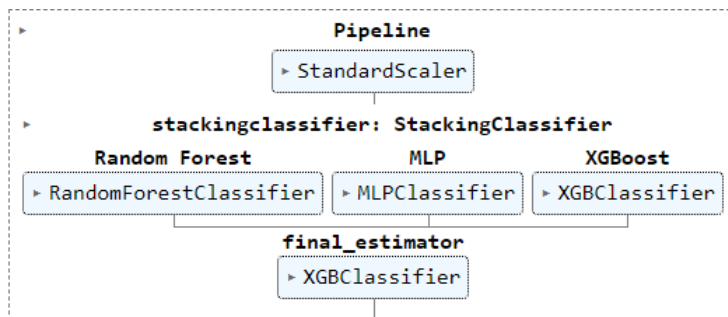 Pipeline
StandardScaler
stackingclassifier: StackingClassifier
Random Forest MLP XGBoost
RandomForestClassifier MLPClassifier XGBClassifier
final_estimator
XGBClassifier